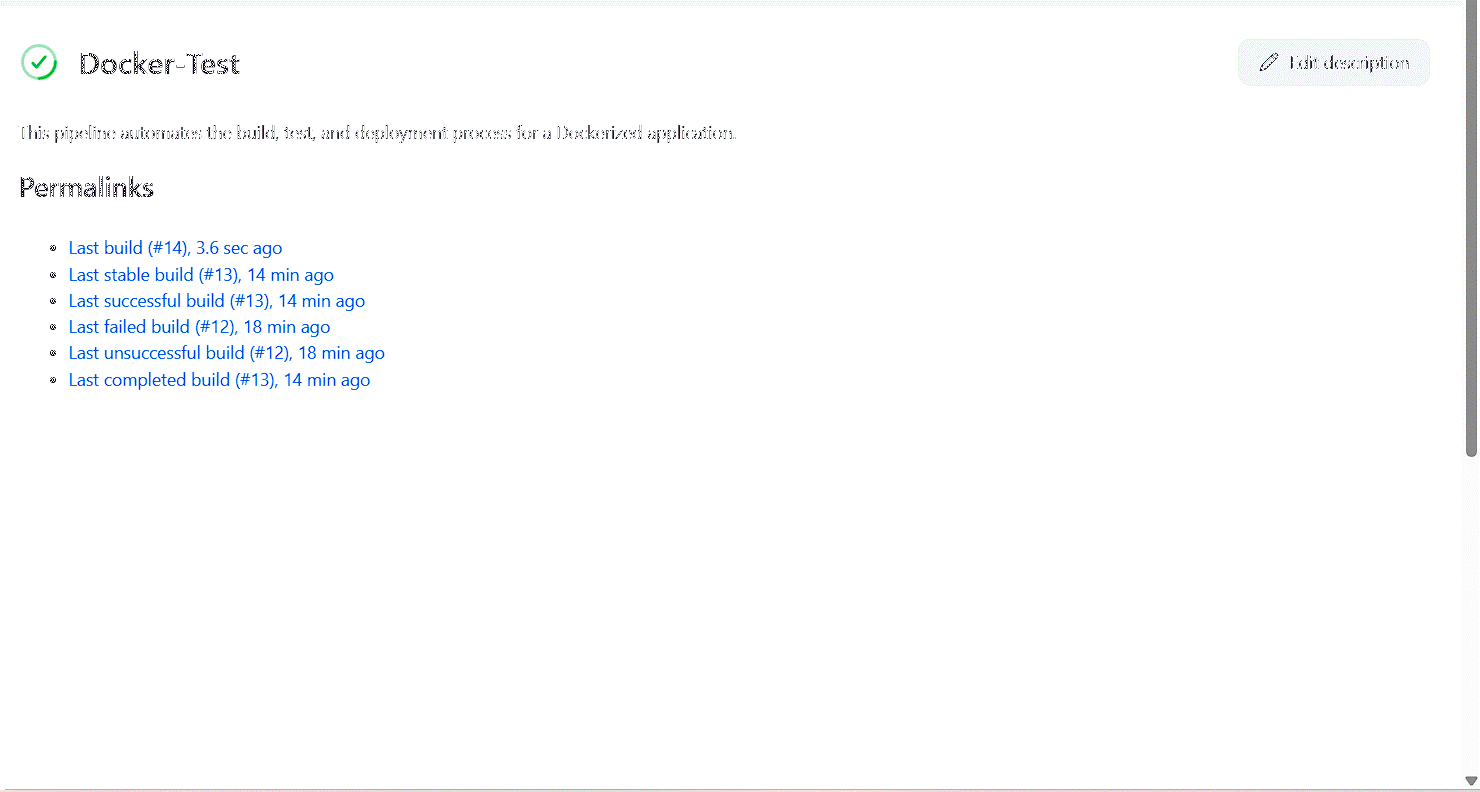 Docker-Test
Edit description
This pipeline automates the build, test, and deployment process for a Dockerized application.
Permalinks
Last build (#14), 3.6 sec ago
Last stable build (#13), 14 min ago
Last successful build (#13), 14 min ago
Last failed build (#12), 18 min ago
Last unsuccessful build (#12), 18 min ago
Last completed build (#13), 14 min ago